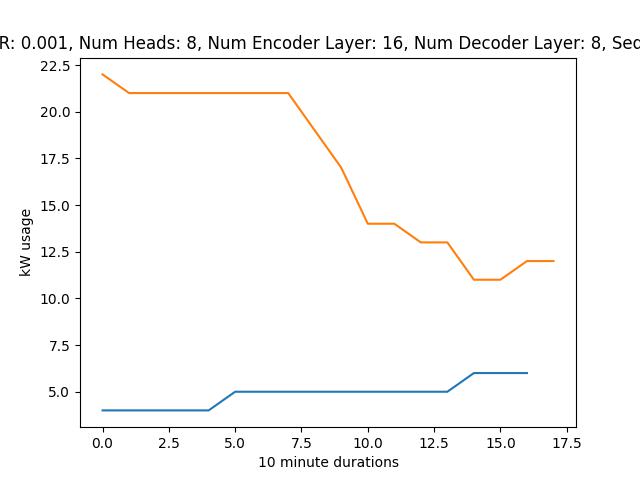 R: 0.001, Num Heads: 8, Num Encoder Layer: 16, Num Decoder Layer: 8, Seq
22.5
20.0
17.5
15.0
12.5
10.0
7.5
5.0
kW usage
0.0 2.5 5.0 7.5 10.0 12.5 15.0 17.5
10 minute durations